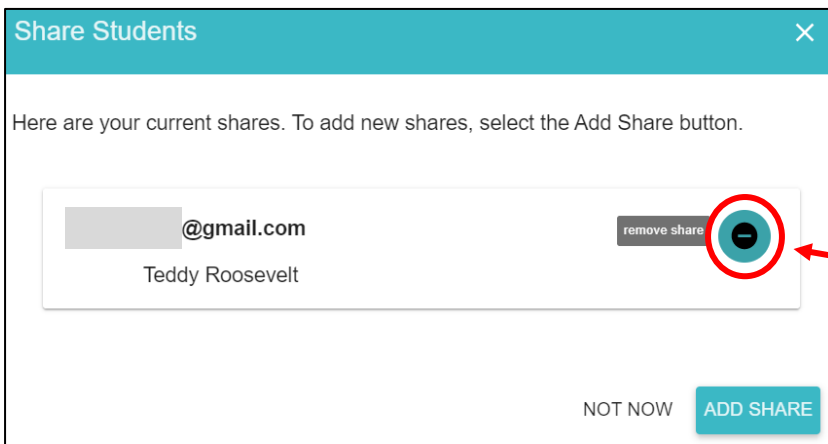 Share Students
Here are your current shares. To add new shares, select the Add Share button.
@gmail.com
remove share
Teddy Roosevelt
NOT NOW
ADD SHARE